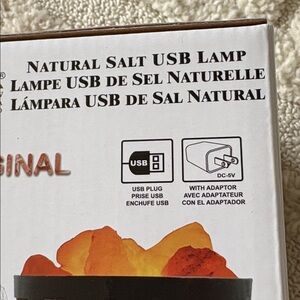 NATURAL SALT USB LAMP
LAMPE USB DE SEL NATURELLE
LÁMPARA USB DE SAL NATURAL
GINAL
USB
DC-5V
USB PLUG
PRISE USB
ENCHUFE USB
WITH ADAPTOR
AVEC ADAPTATEUR
CON EL ADAPTADOR